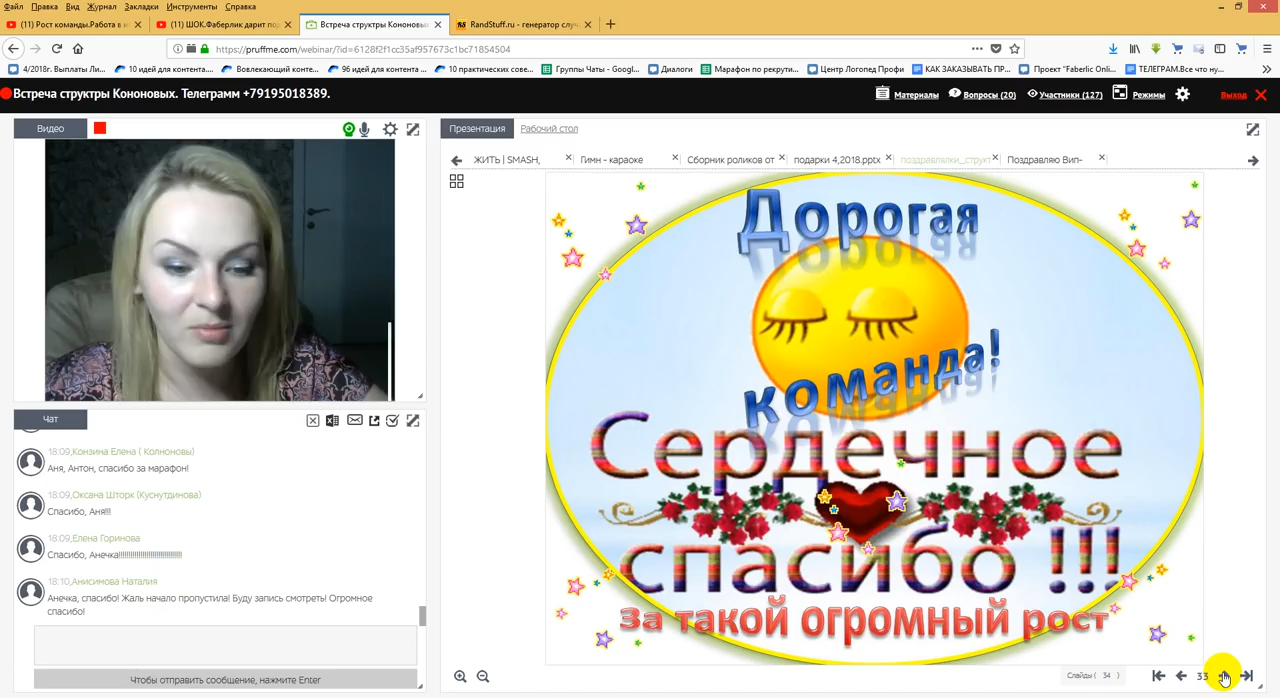 Файл Правка Вид Журнал Закладки Инструменты Справка
(11) Рост команды.Работа в и
(11) ШОК.Фаберлик дарит по
Встреча структры Кононовых
RandStuff.ru - генератор случ
https://pruffme.com/webinar/?id=6128f2f1cc35af957673c1bc71854504
4/2018г. Выплаты Ли...
10 идей для контента....
Вовлекающий конте...
96 идей для контента ...
10 практических сове...
Группы Чаты - Googl...
Диалоги
Марафон по рекрути...
Центр Логопед Профи
КАК ЗАКАЗЫВАТЬ ПР...
Проект "Faberlic Onli...
ТЕЛЕГРАМ.Все что ну...
Встреча структры Кононовых. Телеграмм +79195018389.
Материалы
Вопросы (20)
Участники (127)
Режимы
Выход
Видео
Презентация
Рабочий стол
ЖИТЬ | SMASH,
Гимн - караоке
Сборник роликов от
подарки 4,2018.pptx
поздравлялки_структ
Поздравляю Вип-
Дорогая
команда!
Сердечное
спасибо !!!
за такой огромный рост
Чат
18:09,Конзина Елена ( Колноновы)
Аня, Антон, спасибо за марафон!
18:09,Оксана Шторк (Куснутдинова)
Спасибо, Аня!!!
18:09,Елена Горинова
18:10,Анисимова Наталия
Анечка, спасибо! Жаль начало пропустила! Буду запись смотреть! Огромное
спасибо!
Чтобы отправить сообщение, нажмите Enter
Слайды ( 34 )
33